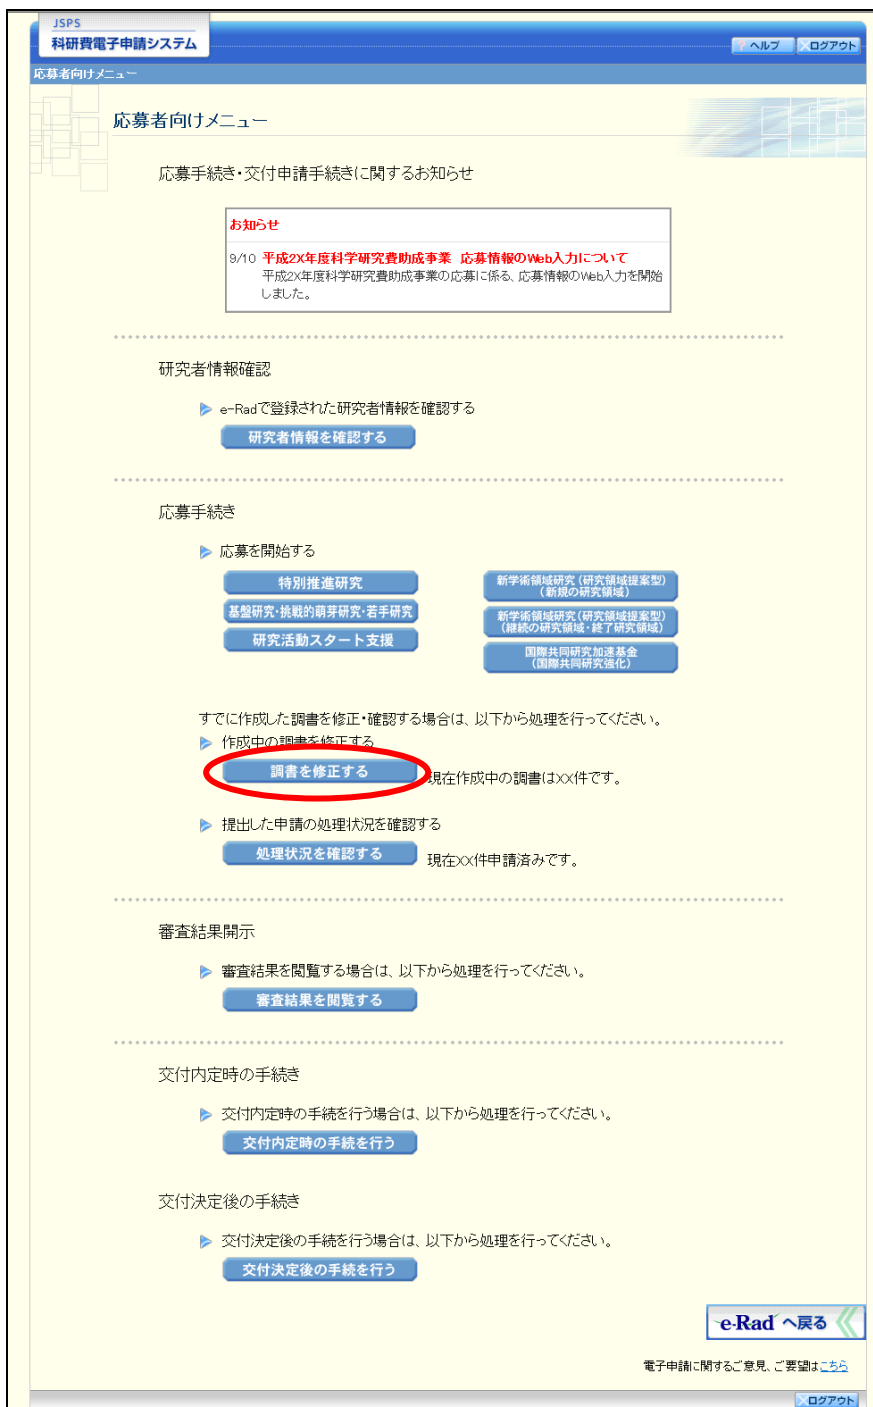 JSPS
科研費電子申請システム
ヘルプ
ログアウト
応募者向けメニュー
応募者向けメニュー
応募手続き・交付申請手続きに関するお知らせ
お知らせ
9/10 平成2X年度科学研究費助成事業 応募情報のWeb入力について
平成2X年度科学研究費助成事業の応募に係る、応募情報のWeb入力を開始
しました。
研究者情報確認
e-Radで登録された研究者情報を確認する
研究者情報を確認する
応募手続き
応募を開始する
特別推進研究
基盤研究・挑戦的萌芽研究・若手研究
研究活動スタート支援
新学術領域研究（研究領域提案型）
（新規の研究領域）
新学術領域研究（研究領域提案型）
（継続の研究領域・終了研究領域）
国際共同研究加速基金
（国際共同研究強化）
すでに作成した調書を修正・確認する場合は、以下から処理を行ってください。
作成中の調書を修正する
調書を修正する
現在作成中の調書はXX件です。
提出した申請の処理状況を確認する
処理状況を確認する
現在XX件申請済みです。
審査結果開示
審査結果を閲覧する場合は、以下から処理を行ってください。
審査結果を閲覧する
交付内定時の手続き
交付内定時の手続を行う場合は、以下から処理を行ってください。
交付内定時の手続を行う
交付決定後の手続き
交付決定後の手続を行う場合は、以下から処理を行ってください。
交付決定後の手続を行う
e-Rad へ戻る
電子申請に関するご意見、ご要望はこちら
ログアウト